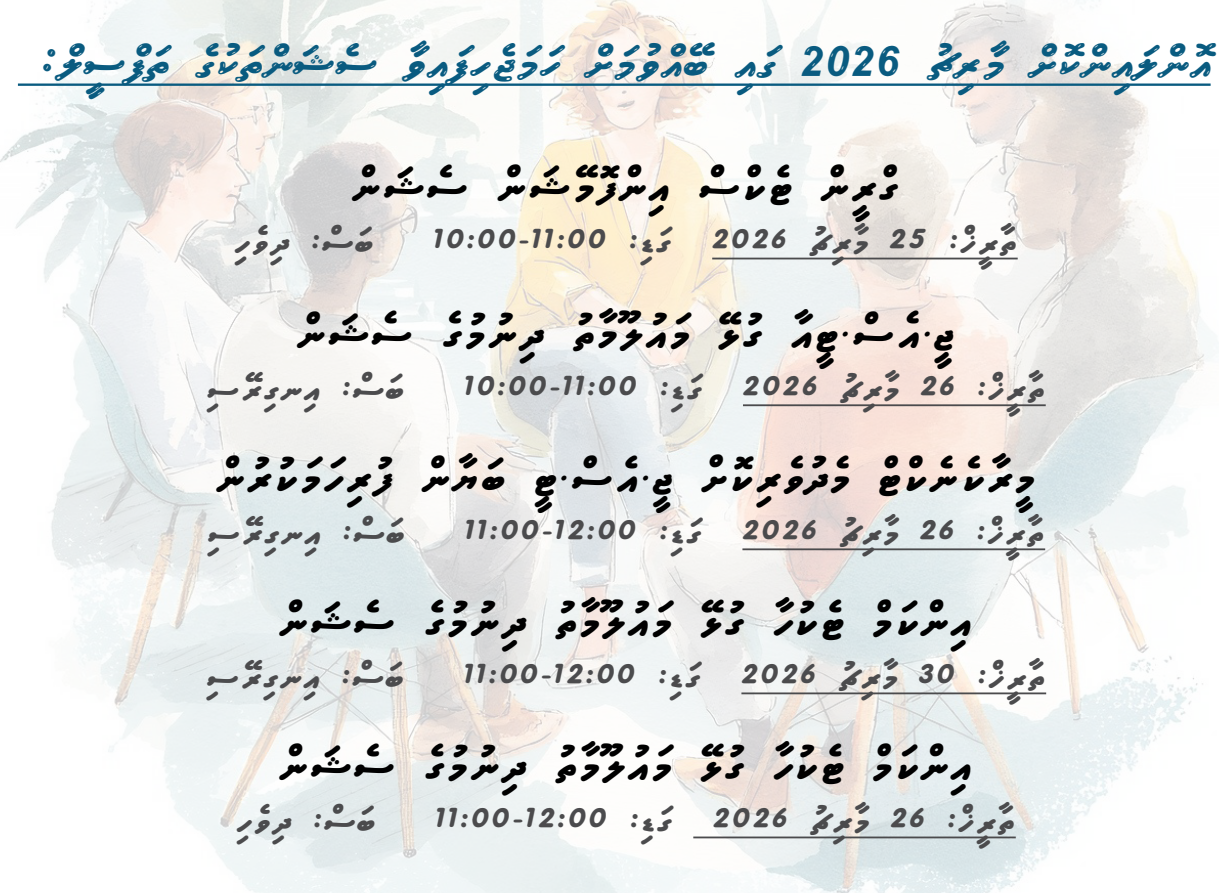 އޮންލައިންކޮށް މާރިޗު 2026 ގައި ބޭއްވުމަށް ހަމަޖެހިފައިވާ ސެޝަންތަކުގެ ތަފްސީލް:
ގްރީން ޓެކްސް އިންފޮމޭޝަން ސެޝަން
ތާރީޚް: 25 މާރިޗު 2026 ގަޑި: 10:00-11:00 ބަސް: ދިވެހި
ޖީ.އެސް.ޓީއާ ގުޅޭ މައުލޫމާތު ދިނުމުގެ ސެޝަން
ތާރީޚް: 26 މާރިޗު 2026 ގަޑި: 10:00-11:00 ބަސް: އިނގިރޭސި
މީރާކެނެކްޓް މެދުވެރިކޮށް ޖީ.އެސް.ޓީ ބަޔާން ފުރިހަމަކުރުން
ތާރީޚް: 26 މާރިޗު 2026 ގަޑި: 11:00-12:00 ބަސް: އިނގިރޭސި
އިންކަމް ޓެކުހާ ގުޅޭ މައުލޫމާތު ދިނުމުގެ ސެޝަން
ތާރީޚް: 30 މާރިޗު 2026 ގަޑި: 11:00-12:00 ބަސް: އިނގިރޭސި
އިންކަމް ޓެކުހާ ގުޅޭ މައުލޫމާތު ދިނުމުގެ ސެޝަން
ތާރީޚް: 26 މާރިޗު 2026 ގަޑި: 11:00-12:00 ބަސް: ދިވެހި